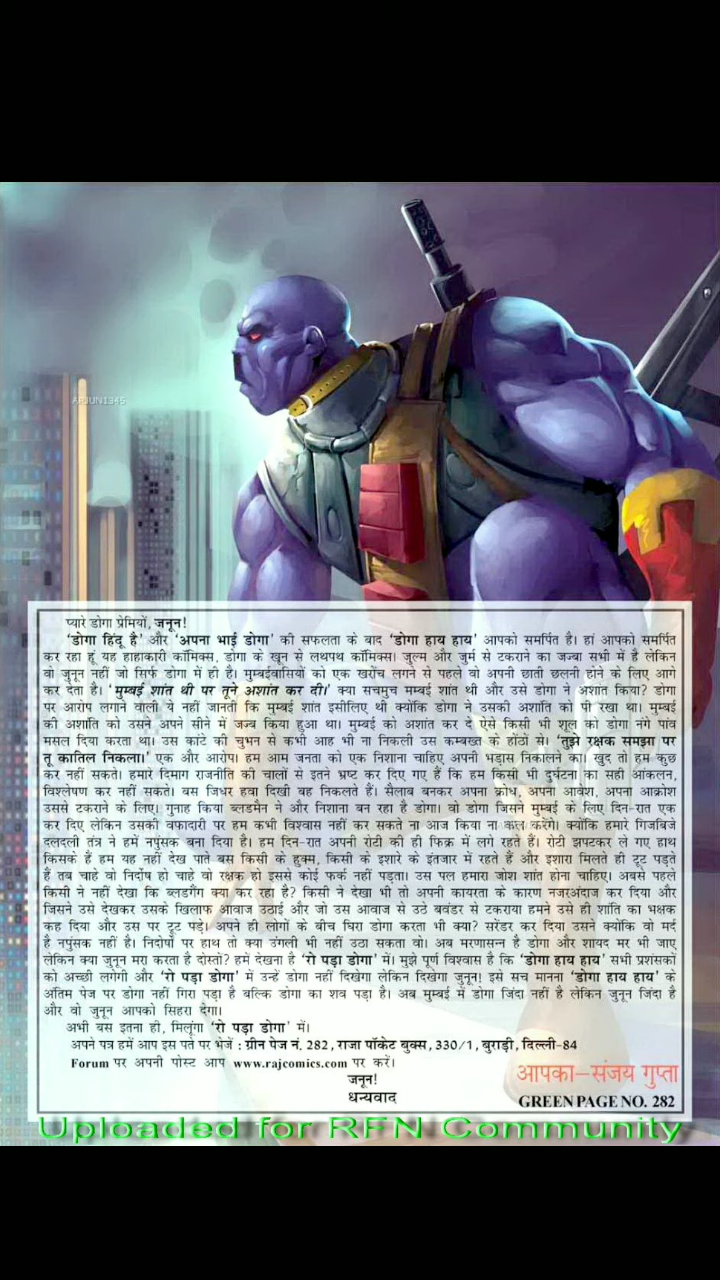 ARJUN1945
प्यारे डोगा प्रेमियों, जनून!
'डोगा हिंदू है' और 'अपना भाई डोगा' की सफलता के बाद 'डोगा हाय हाय' आपको समर्पित है। हां आपको समर्पित
कर रहा हूं यह हाहाकारी कॉमिक्स, डोगा के खून से लथपथ कॉमिक्स। जुल्म और जुर्म से टकराने का जज्बा सभी में है लेकिन
वो जुनून नहीं जो सिर्फ डोगा में ही है। मुम्बईवासियों को एक खरोंच लगने से पहले वो अपनी छाती छलनी होने के लिए आगे
कर देता है। 'मुम्बई शांत थी पर तूने अशांत कर दी।' क्या सचमुच मम्बई शांत थी और उसे डोगा ने अशांत किया? डोगा
पर आरोप लगाने वाली ये नहीं जानती कि मुम्बई शांत इसीलिए थी क्योंकि डोगा ने उसकी अशांति को पी रखा था। मुम्बई
की अशांति को उसने अपने सीने में जज्ब किया हुआ था। मुम्बई को अशांत कर दे ऐसे किसी भी शूल को डोगा नंगे पांव
मसल दिया करता था। उस कांटे की चुभन से कभी आह भी ना निकली उस कम्बख्त के होंठों से। 'तुझे रक्षक समझा पर
तू कातिल निकला।' एक और आरोप। हम आम जनता को एक निशाना चाहिए अपनी भड़ास निकालने का। खुद तो हम कुछ
कर नहीं सकते। हमारे दिमाग राजनीति की चालों से इतने भ्रष्ट कर दिए गए हैं कि हम किसी भी दुर्घटना का सही आंकलन,
विश्लेषण कर नहीं सकते। बस जिधर हवा दिखी वह निकलते हैं। सैलाब बनकर अपना क्रोध, अपना आवेश, अपना आक्रोश
उससे टकराने के लिए। गुनाह किया ब्लडमैन ने और निशाना बन रहा है डोगा। वो डोगा जिसने मुम्बई के लिए दिन-रात एक
कर दिए लेकिन उसकी वफादारी पर हम कभी विश्वास नहीं कर सकते ना आज किया ना कल करेंगे। क्योंकि हमारे गिजबिजे
दलदली तंत्र ने हमें नपुंसक बना दिया है। हम दिन-रात अपनी रोटी की ही फिक्र में लगे रहते हैं। रोटी झपटकर ले गए हाथ
किसके हैं हम यह नहीं देख पाते बस किसी के हुक्म, किसी के इशारे के इंतजार में रहते हैं और इशारा मिलते ही टूट पड़ते
हैं तब चाहे वो निर्दोष हो चाहे वो रक्षक हो इससे कोई फर्क नहीं पड़ता। उस पल हमारा जोश शांत होना चाहिए। अबसे पहले
किसी ने नहीं देखा कि ब्लडगैंग क्या कर रहा है? किसी ने देखा भी तो अपनी कायरता के कारण नजरअंदाज कर दिया और
जिसने उसे देखकर उसके खिलाफ आवाज उठाई और जो उस आवाज से उठे बवंडर से टकराया हमने उसे ही शांति का भक्षक
कह दिया और उस पर टूट पड़े। अपने ही लोगों के बीच घिरा डोगा करता भी क्या? सरेंडर कर दिया उसने क्योंकि वो मर्द
है नपुंसक नहीं है। निर्दोषों पर हाथ तो क्या उंगली भी नहीं उठा सकता वो। अब मरणासन्न है डोगा और शायद मर भी जाए
लेकिन क्या जुनून मरा करता है दोस्तो? हमें देखना है 'रो पड़ा डोगा' में। मुझे पूर्ण विश्वास है कि 'डोगा हाय हाय' सभी प्रशंसकों
को अच्छी लगेगी और 'रो पड़ा डोगा' में उन्हें डोगा नहीं दिखेगा लेकिन दिखेगा जुनून। इसे सच मानना 'डोगा हाय हाय' के
अंतिम पेज पर डोगा नहीं गिरा पड़ा है बल्कि डोगा का शव पड़ा है। अब मुम्बई में डोगा जिंदा नहीं है लेकिन जुनून जिंदा है
और वो जुनून आपको सिहरा देगा।
अभी बस इतना ही, मिलूंगा 'रो पड़ा डोगा' में।
अपने पत्र हमें आप इस पते पर भेजें : ग्रीन पेज नं. 282, राजा पॉकेट बुक्स, 330/1, बुराड़ी, दिल्ली-84
Forum पर अपनी पोस्ट आप www.rajcomics.com पर करें।
जनून!
धन्यवाद
आपका-संजय गुप्ता
GREEN PAGE NO. 282
Uploaded for RFN Community